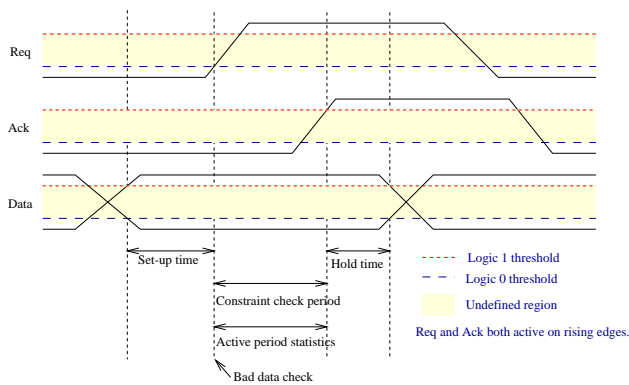 Req
Ack
Data
Set-up time
Hold time
Constraint check period
Active period statistics
Bad data check
Logic 1 threshold
Logic 0 threshold
Undefined region
Req and Ack both active on rising edges.